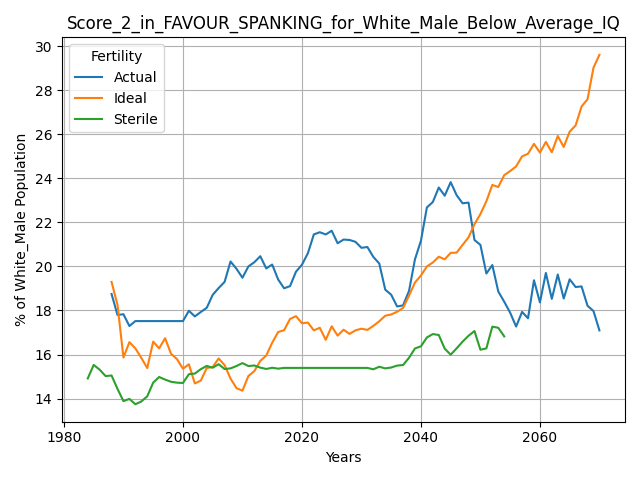 Score_2_in_FAVOUR_SPANKING_for_White_Male_Below_Average_IQ
% of White_Male Population
30
28
26
24
22
20
18
16
14
Fertility
Actual
Ideal
Sterile
1980 2000 2020 2040 2060
Years